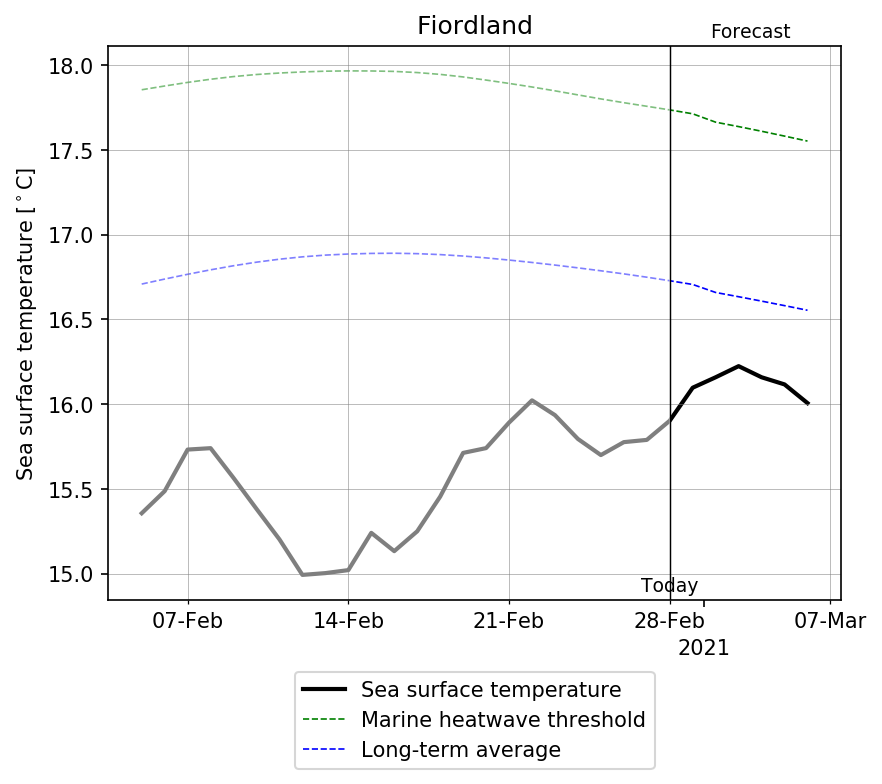 Fiordland
Forecast
Sea surface temperature [°C]
18.0
17.5
17.0
16.5
16.0
15.5
15.0
Today
07-Feb 14-Feb 21-Feb 28-Feb 07-Mar
2021
Sea surface temperature
Marine heatwave threshold
Long-term average